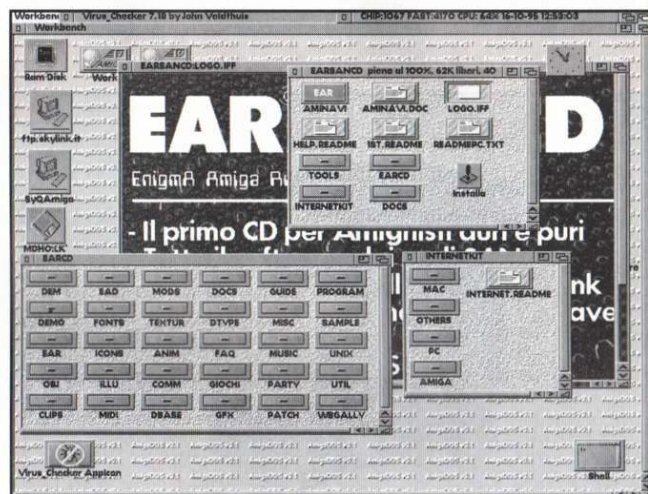 Workbenc Virus_Checker 7.18 by John Veldthuis CHIP:1067 FAST:4170 CPU: 64% 16-10-95 12:53:03
Workbench
Ram Disk
Work
ftp.skylink.it
SyQAmiga
MDH0:LK
EARSANCD:LOGO.IFF
EAR
D
EnigmA Amiga Ru
- Il primo CD per Amighisti duri e puri
nk
ave
EARSANCD piena al 100%, 62K liberi, 40
EAR
AMINAVI AMINAVI.DOC LOGO.IFF
HELP.README 1ST.README README.PC.TXT
TOOLS EARCD Installa
INTERNETKIT DOCS
EARCD
DEM SAD MODS DOCS GUIDE PROGRAM
DEMO FONTS TEXTUR DTYPE MISC SAMPLE
EAR ICONS ANIM FAQ MUSIC UNIX
OBJ ILLU COMM GIOCHI PARTY UTIL
CLIPS MIDI DBASE GFX PATCH WBGALLY
INTERNETKIT
MAC INTERNET.README
OTHERS
PC
AMIGA
Virus_Checker AppIcon
Shell